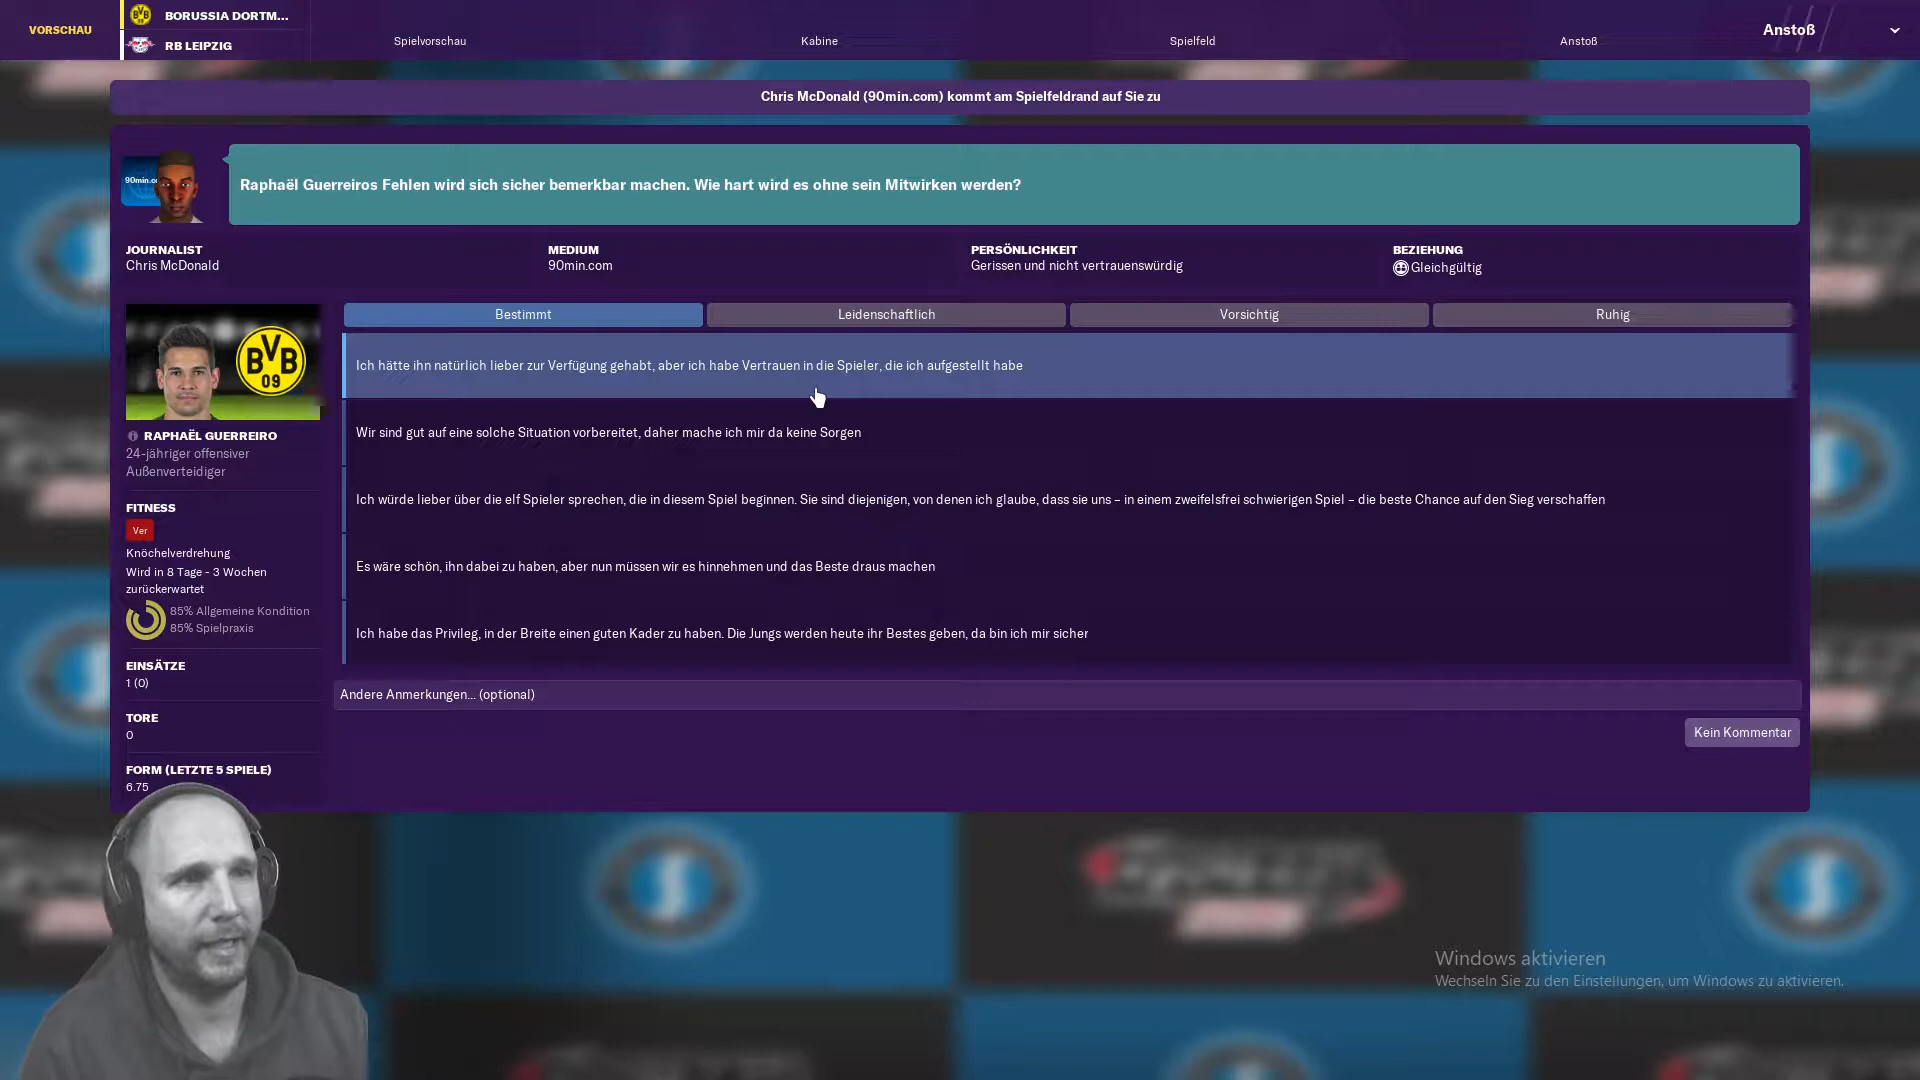 VORSCHAU
BORUSSIA DORTM...
RB LEIPZIG
Spielvorschau
Kabine
Spielfeld
Anstoß
Anstoß
Chris McDonald (90min.com) kommt am Spielfeldrand auf Sie zu
90min.co
Raphaël Guerreiros Fehlen wird sich sicher bemerkbar machen. Wie hart wird es ohne sein Mitwirken werden?
JOURNALIST
Chris McDonald
MEDIUM
90min.com
PERSÖNLICHKEIT
Gerissen und nicht vertrauenswürdig
BEZIEHUNG
Gleichgültig
Bestimmt
Leidenschaftlich
Vorsichtig
Ruhig
BVB
09
RAPHAËL GUERREIRO
24-jähriger offensiver
Außenverteidiger
FITNESS
Ver
Knöchelverdrehung
Wird in 8 Tage - 3 Wochen
zurückerwartet
85% Allgemeine Kondition
85% Spielpraxis
EINSÄTZE
1 (0)
TORE
0
FORM (LETZTE 5 SPIELE)
6.75
Ich hätte ihn natürlich lieber zur Verfügung gehabt, aber ich habe Vertrauen in die Spieler, die ich aufgestellt habe
Wir sind gut auf eine solche Situation vorbereitet, daher mache ich mir da keine Sorgen
Ich würde lieber über die elf Spieler sprechen, die in diesem Spiel beginnen. Sie sind diejenigen, von denen ich glaube, dass sie uns – in einem zweifelsfrei schwierigen Spiel – die beste Chance auf den Sieg verschaffen
Es wäre schön, ihn dabei zu haben, aber nun müssen wir es hinnehmen und das Beste draus machen
Ich habe das Privileg, in der Breite einen guten Kader zu haben. Die Jungs werden heute ihr Bestes geben, da bin ich mir sicher
Andere Anmerkungen... (optional)
Kein Kommentar
Windows aktivieren
Wechseln Sie zu den Einstellungen, um Windows zu aktivieren.